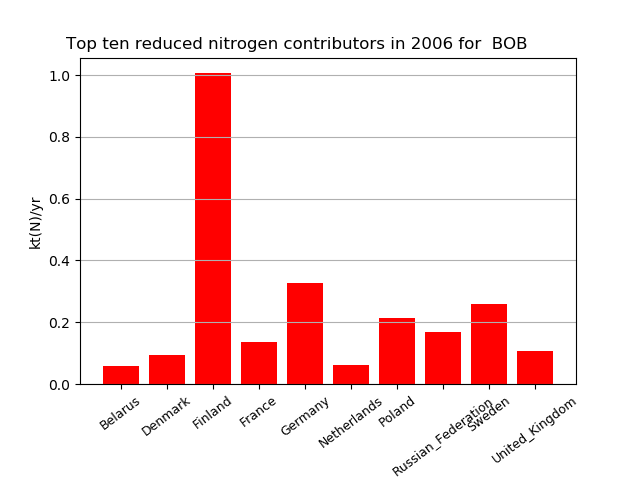 Top ten reduced nitrogen contributors in 2006 for  BOB
kt(N)/yr
1.0
0.8
0.6
0.4
0.2
0.0
Belarus
Denmark
Finland
France
Germany
Netherlands
Poland
Russian_Federation
Sweden
United_Kingdom